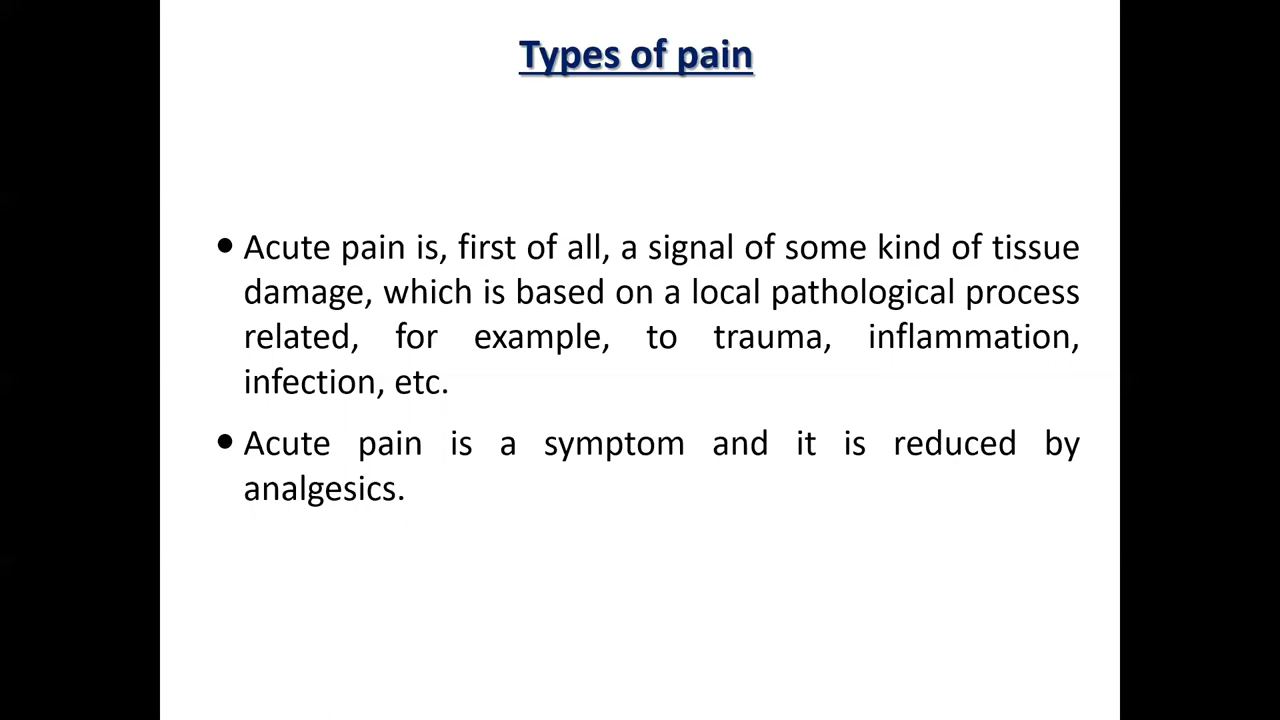 Types of pain
• Acute pain is, first of all, a signal of some kind of tissue
damage, which is based on a local pathological process
related, for example, to trauma, inflammation,
infection, etc.
• Acute pain is a symptom and it is reduced by
analgesics.